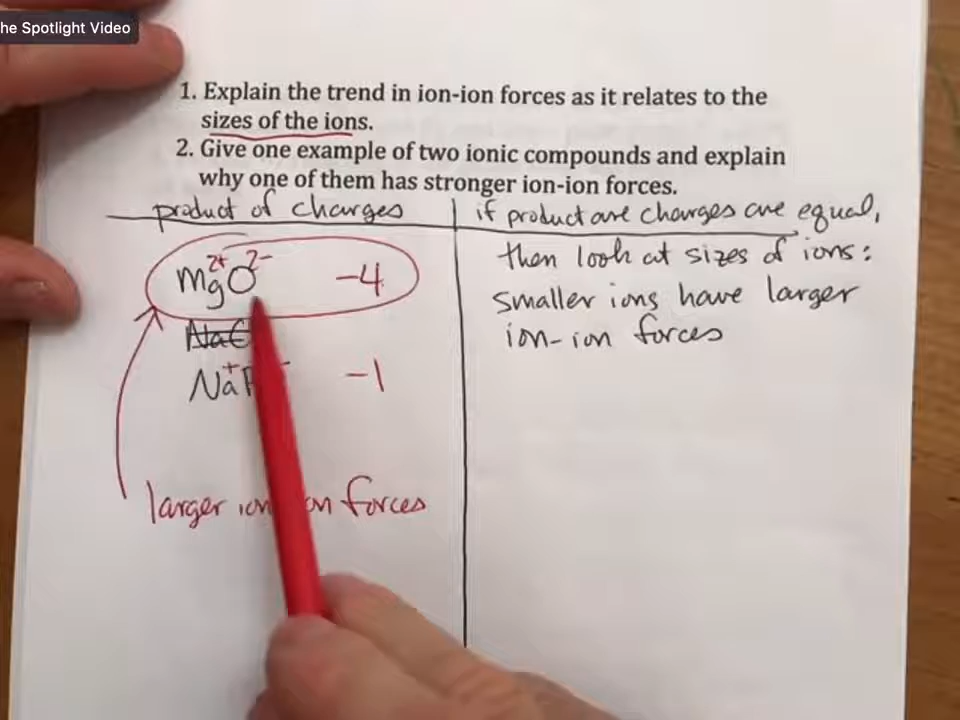 he Spotlight Video
1. Explain the trend in ion-ion forces as it relates to the
sizes of the ions.
2. Give one example of two ionic compounds and explain
why one of them has stronger ion-ion forces.
product of charges
Mg2+O2- -4
Na+ -1
larger ion forces
if product are charges are equal,
then look at sizes of ions:
smaller ions have larger
ion-ion forces